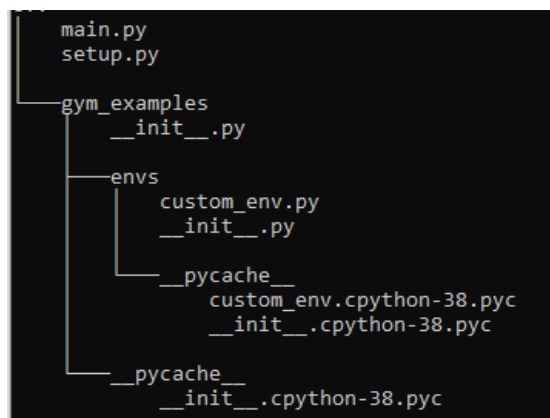 main.py
setup.py
gym_examples
__init__.py
envs
custom_env.py
__init__.py
__pycache__
custom_env.cpython-38.pyc
__init__.cpython-38.pyc
__pycache__
__init__.cpython-38.pyc